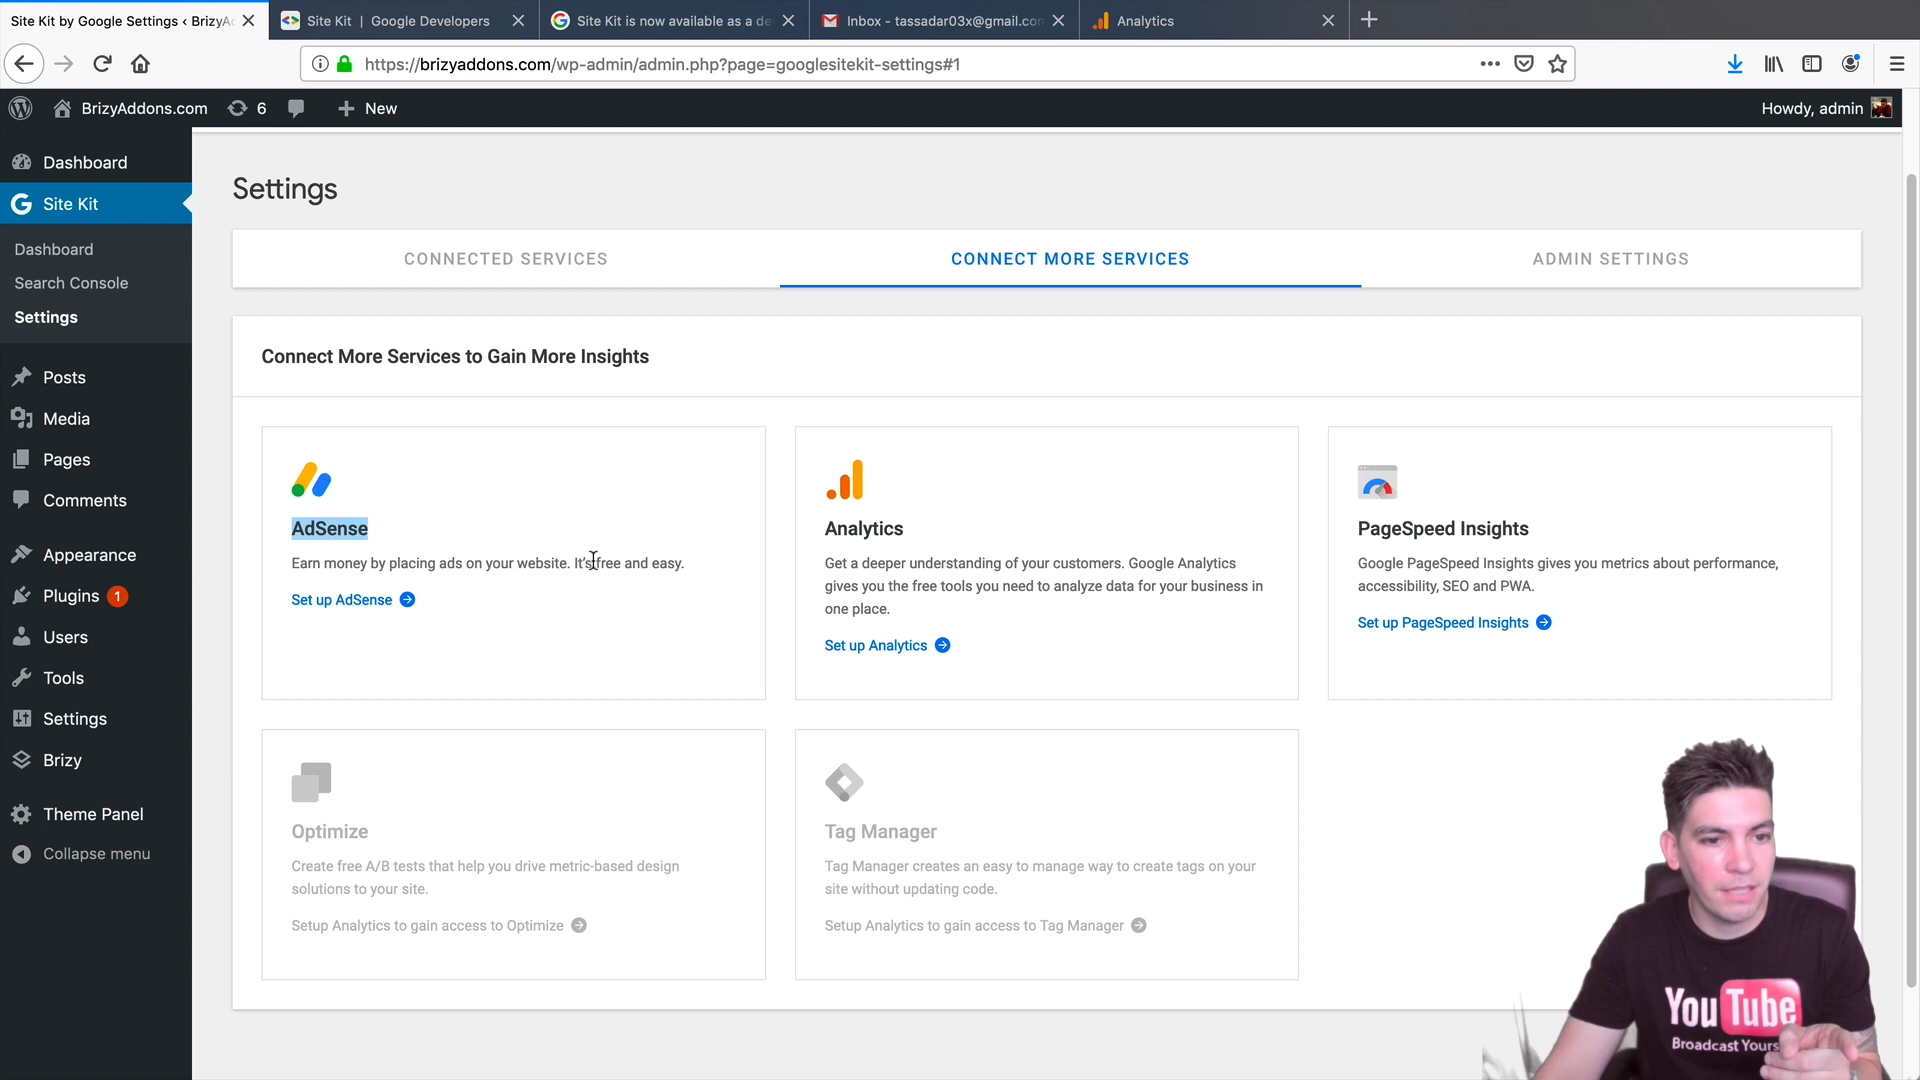 Site Kit by Google Settings ‹ BrizyA
Site Kit | Google Developers
Site Kit is now available as a de
Inbox - tassadar03x@gmail.co
Analytics
https://brizyaddons.com/wp-admin/admin.php?page=googlesitekit-settings#1
BrizyAddons.com
6
New
Howdy, admin
Dashboard
Site Kit
Dashboard
Search Console
Settings
Posts
Media
Pages
Comments
Appearance
Plugins 1
Users
Tools
Settings
Brizy
Theme Panel
Collapse menu
Settings
CONNECTED SERVICES
CONNECT MORE SERVICES
ADMIN SETTINGS
Connect More Services to Gain More Insights
AdSense
Earn money by placing ads on your website. It's free and easy.
Set up AdSense
Analytics
Get a deeper understanding of your customers. Google Analytics
gives you the free tools you need to analyze data for your business in
one place.
Set up Analytics
PageSpeed Insights
Google PageSpeed Insights gives you metrics about performance,
accessibility, SEO and PWA.
Set up PageSpeed Insights
Optimize
Create free A/B tests that help you drive metric-based design
solutions to your site.
Setup Analytics to gain access to Optimize
Tag Manager
Tag Manager creates an easy to manage way to create tags on your
site without updating code.
Setup Analytics to gain access to Tag Manager
YouTube
Broadcast Yours